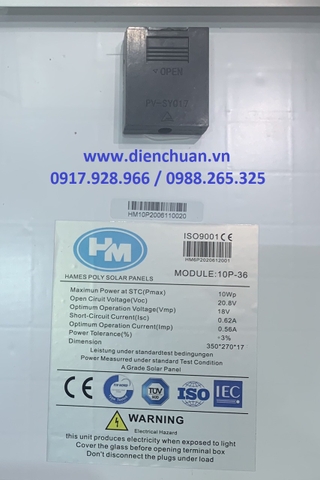 OPEN
PV-SY017
www.dienchuan.vn
0917.928.966 / 0988.265.325
HM10P2006110020
HM
ISO9001 CE
HM6P2020612001
HAMES POLY SOLAR PANELS
MODULE:10P-36
Maximun Power at STC(Pmax) 10Wp
Open Circuit Voltage(Voc) 20.8V
Optimum Operation Voltage(Vmp) 18V
Short-Circuit Current(Isc) 0.62A
Optimum Operation Current(Imp) 0.56A
Power Tolerance(%) -3%
Dimension 350*270*17
Leistung under standardtest bedingungen
Power Measurred under standard Test Condition
A Grade Solar Panel
CE
ISO
IEC
WARNING
Electrical Hazard
this unit produces electricity when exposed to light
Cover the glass before opening terminal box
Don't disconnect the plugs under load